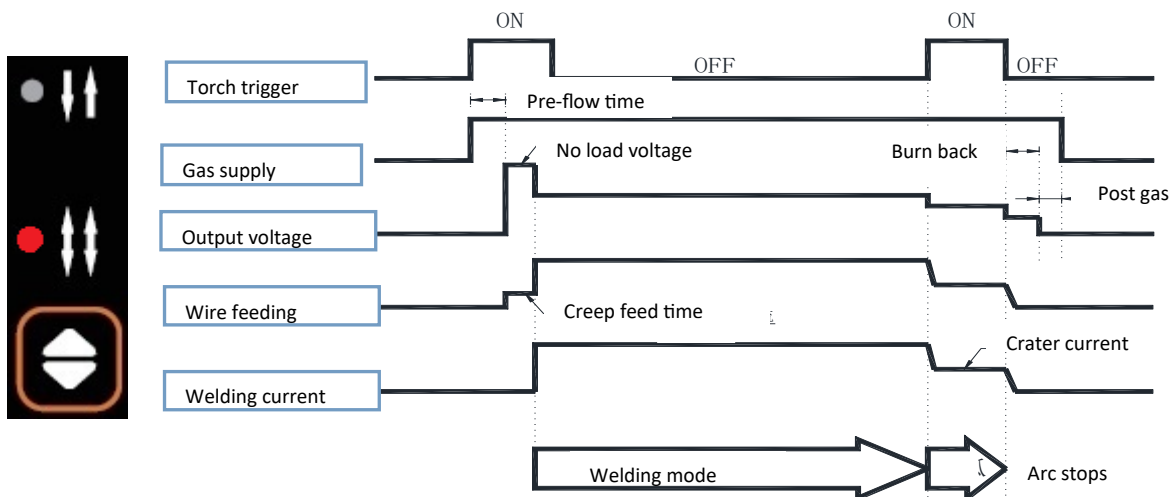 ON
ON
Torch trigger
OFF
OFF
Pre-flow time
Gas supply
No load voltage
Burn back
Post gas
Output voltage
Wire feeding
Creep feed time
Crater current
Welding current
Welding mode
Arc stops